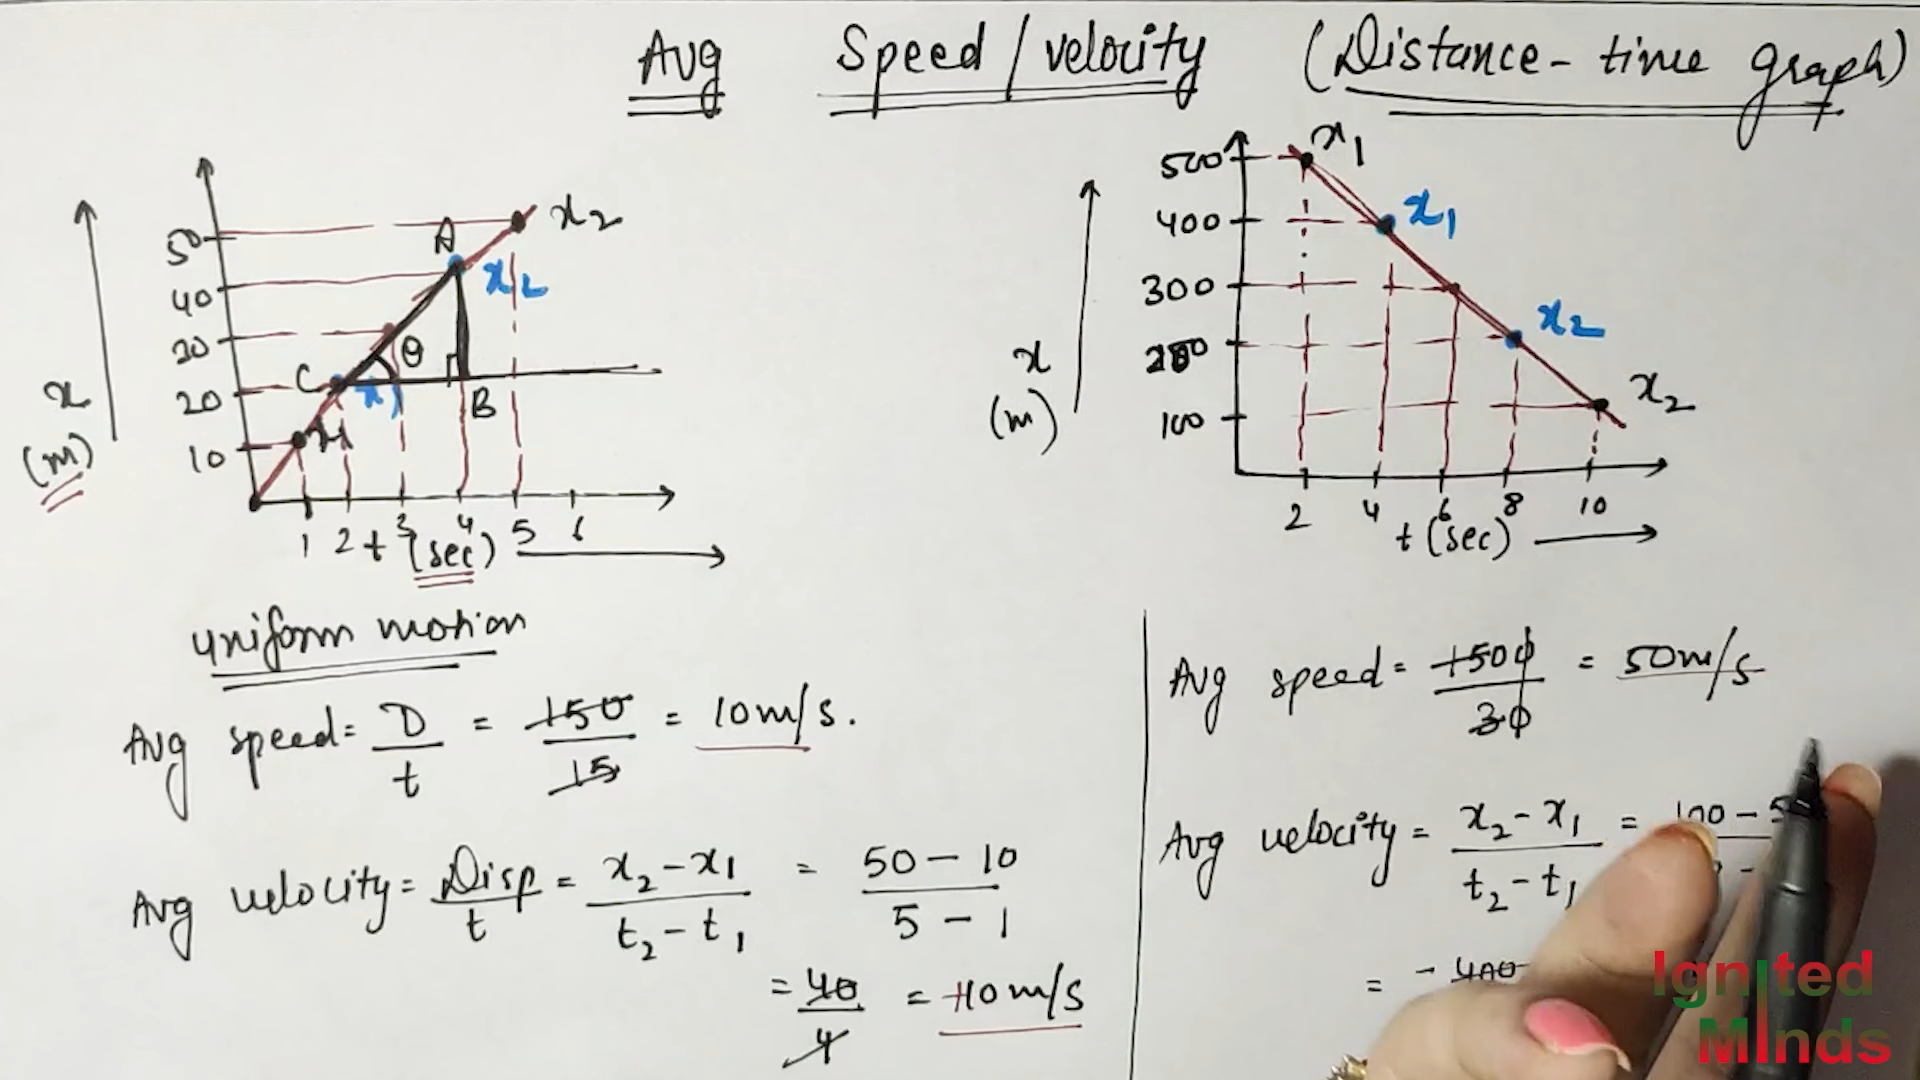 Avg Speed/velocity (Distance-time graph)
50
40
30
20
10
x
(m)
A
B
C
θ
x2
x2
x1
x1
1 2 3 4 5 6
t (sec)
500
400
300
100
x
(m)
x1
x1
x2
x2
2 4 6 8 10
t (sec)
uniform motion
Avg speed = D/t = 150/15 = 10m/s.
Avg velocity = Disp/t = x2-x1/t2-t1 = 50-10/5-1
= 40/4 = +10m/s
Avg speed = 1500/30 = 50m/s
Avg velocity = x2-x1/t2-t1 = 100-
= -400
Ignited
Minds